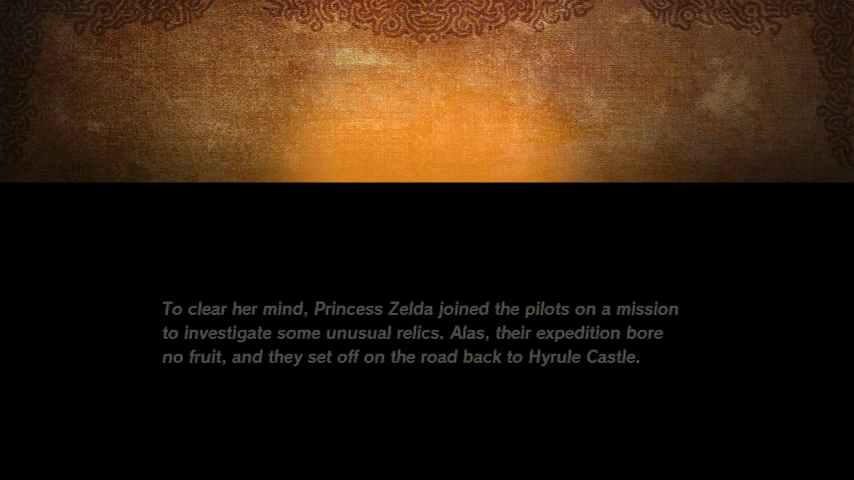 To clear her mind, Princess Zelda joined the pilots on a mission
to investigate some unusual relics. Alas, their expedition bore
no fruit, and they set off on the road back to Hyrule Castle.